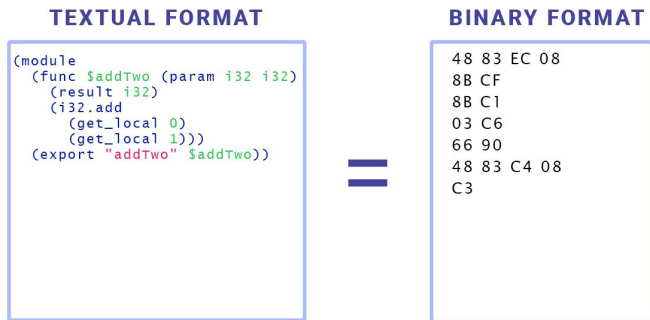 TEXTUAL FORMAT
(module
(func $addTwo (param i32 i32)
(result i32)
(i32.add
(get_local 0)
(get_local 1)))
(export "addTwo" $addTwo))
=
BINARY FORMAT
48 83 EC 08
8B CF
8B C1
03 C6
66 90
48 83 C4 08
C3